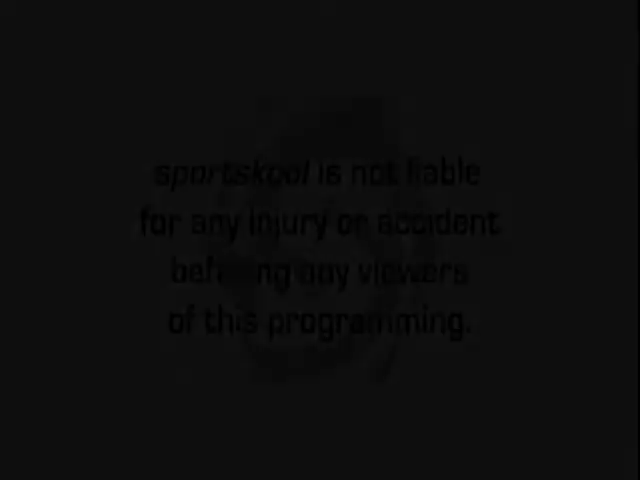 sportskool is not liable
for any injury or accident
befalling any viewers
of this programming.